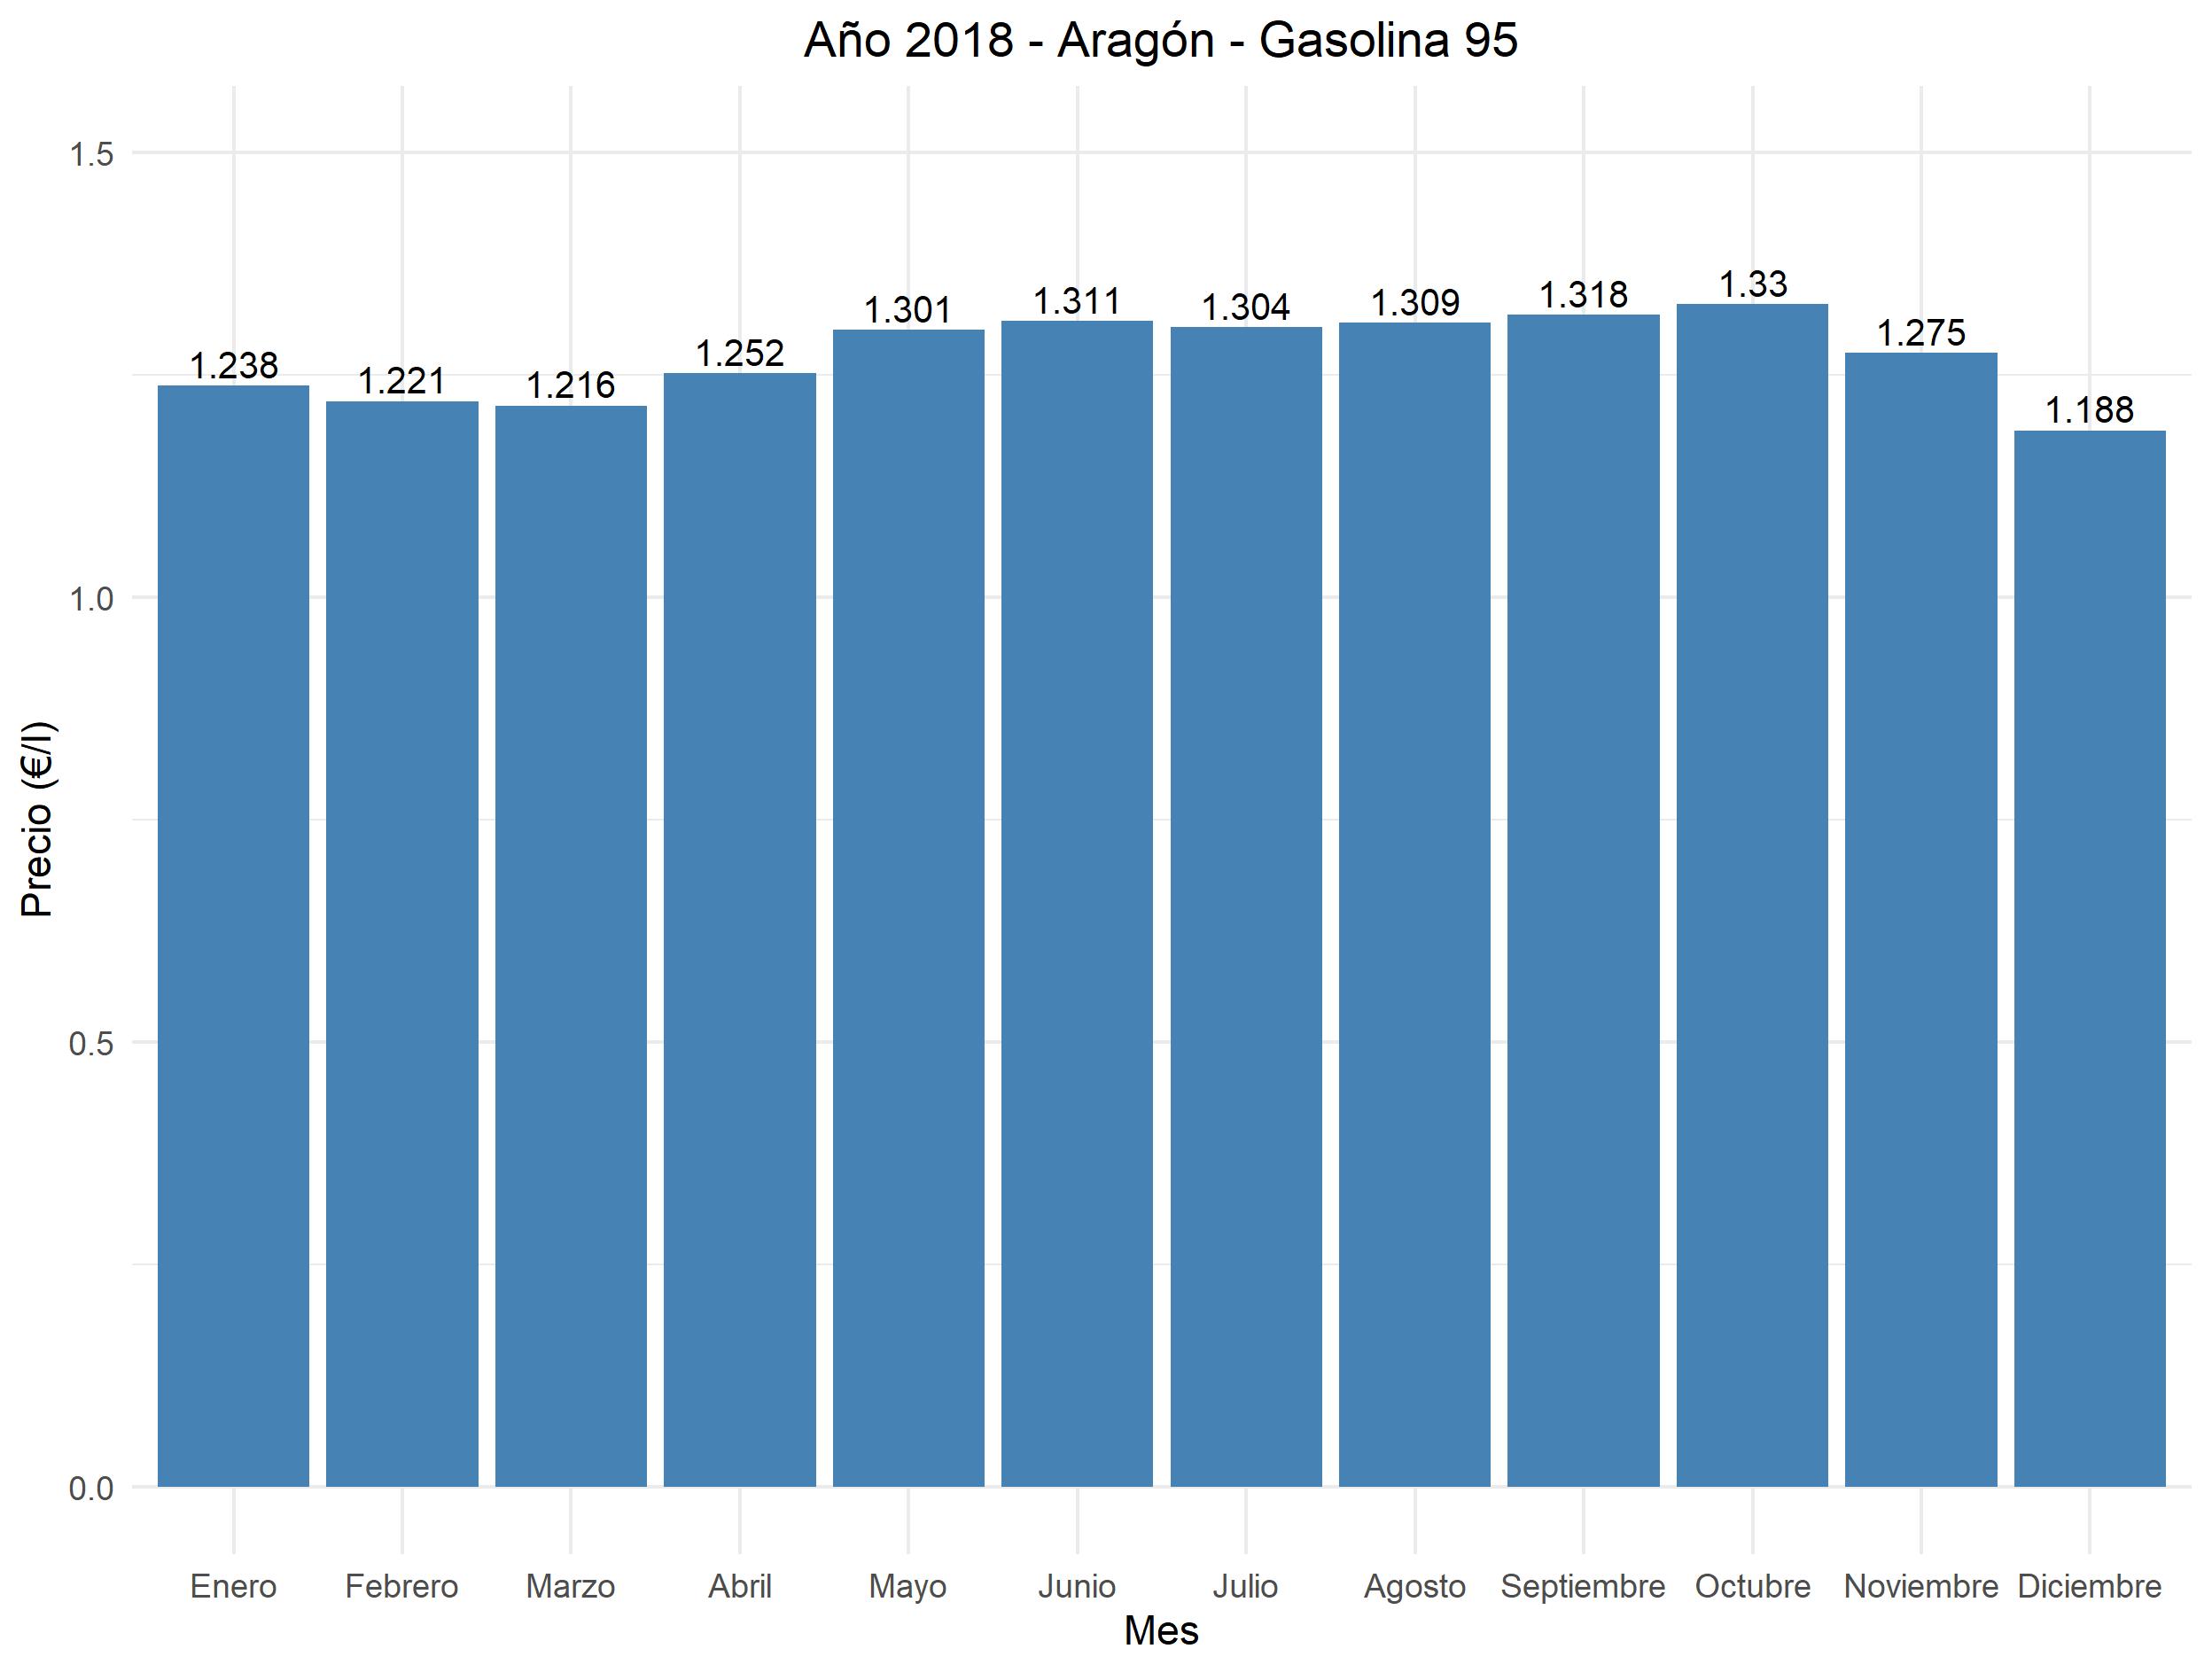 Año 2018 - Aragón - Gasolina 95
1.5
1.0
0.5
0.0
Precio (€/l)
1.238
1.221
1.216
1.252
1.301
1.311
1.304
1.309
1.318
1.33
1.275
1.188
Enero
Febrero
Marzo
Abril
Mayo
Junio
Julio
Agosto
Septiembre
Octubre
Noviembre
Diciembre
Mes